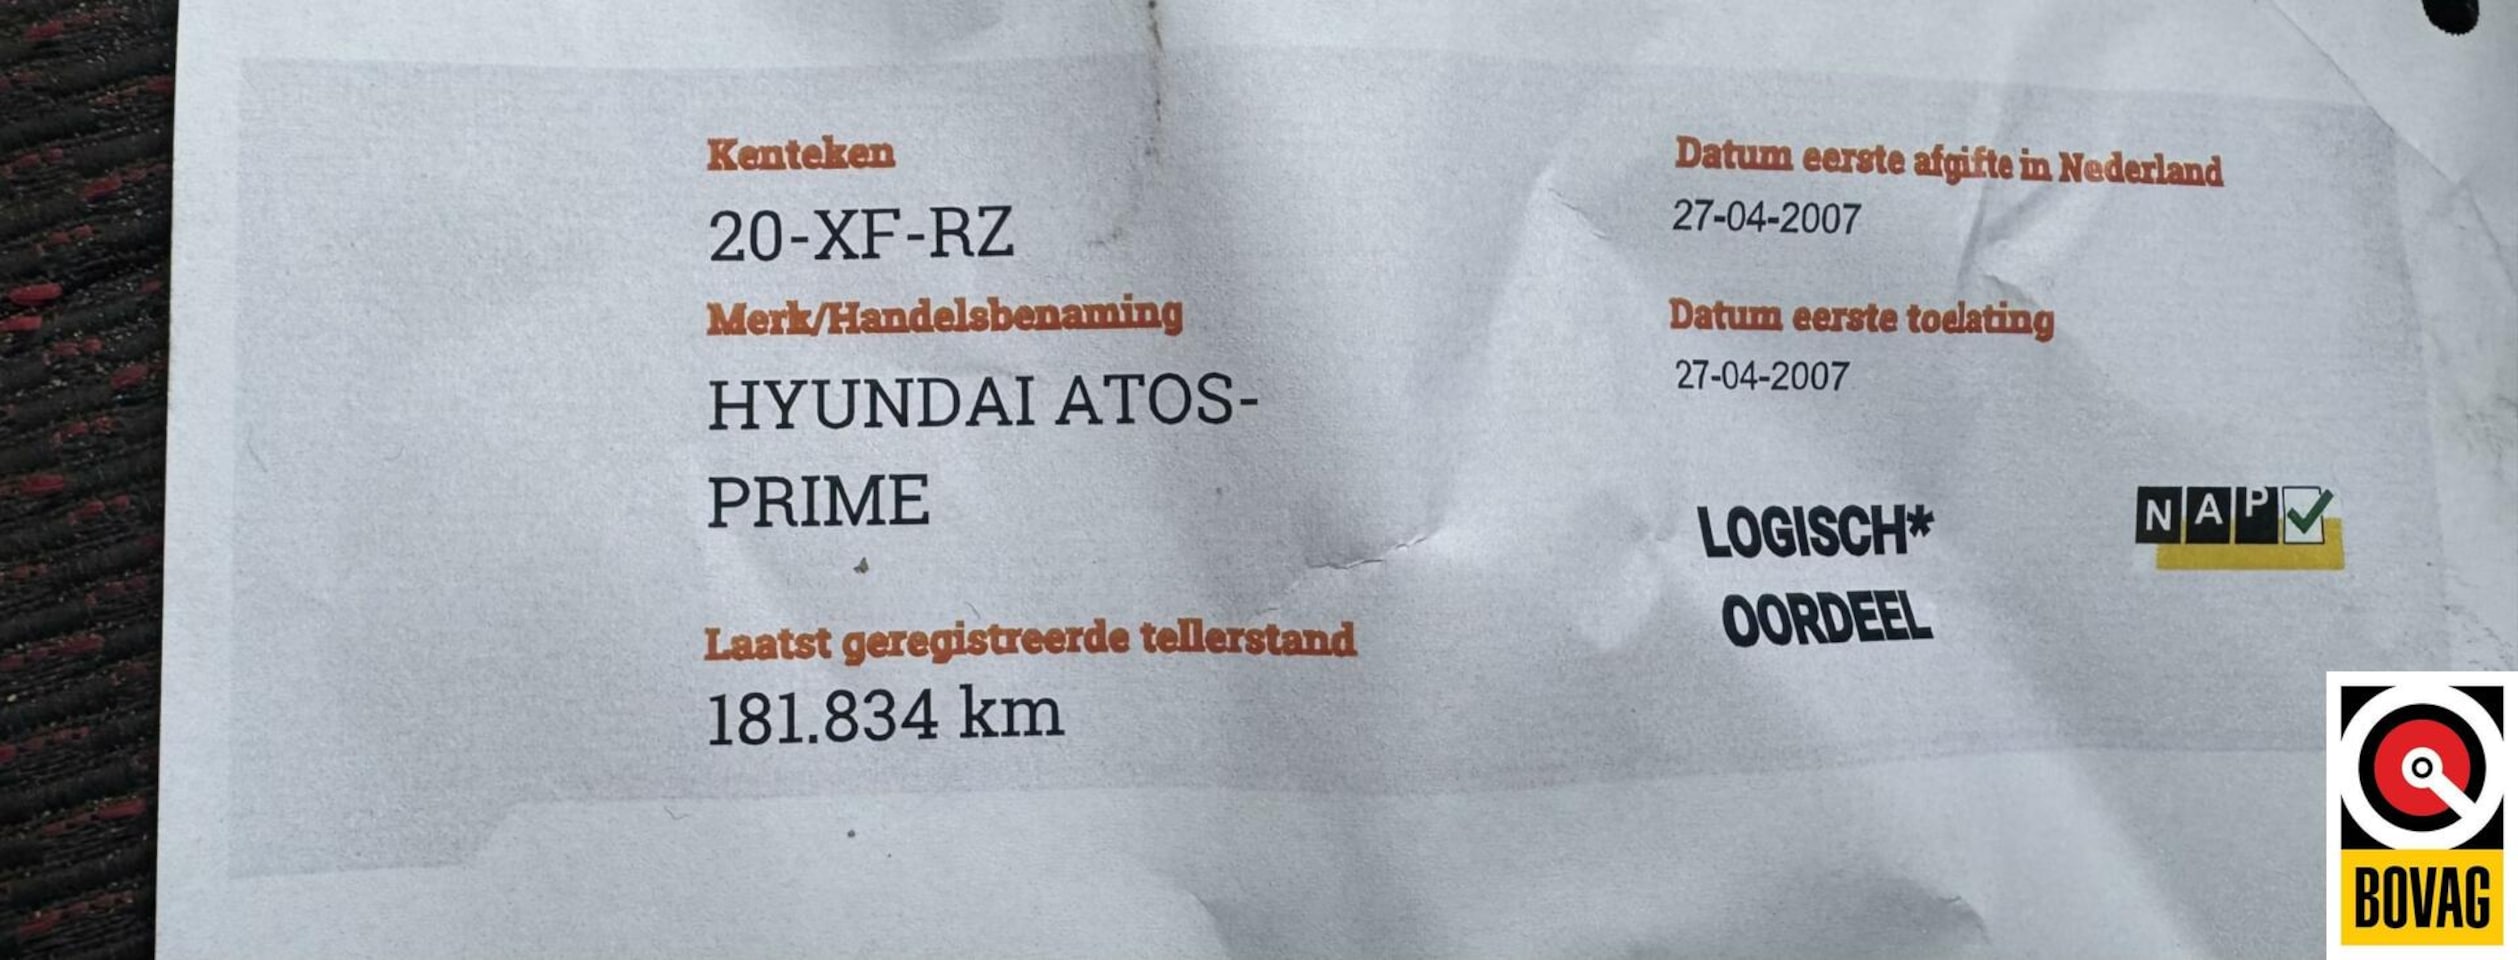 Kenteken
20-XF-RZ
Merk/Handelsbenaming
HYUNDAI ATOS-
PRIME
Laatst geregistreerde tellerstand
181.834 km
Datum eerste afgifte in Nederland
27-04-2007
Datum eerste toelating
27-04-2007
LOGISCH*
OORDEEL
NAP
BOVAG